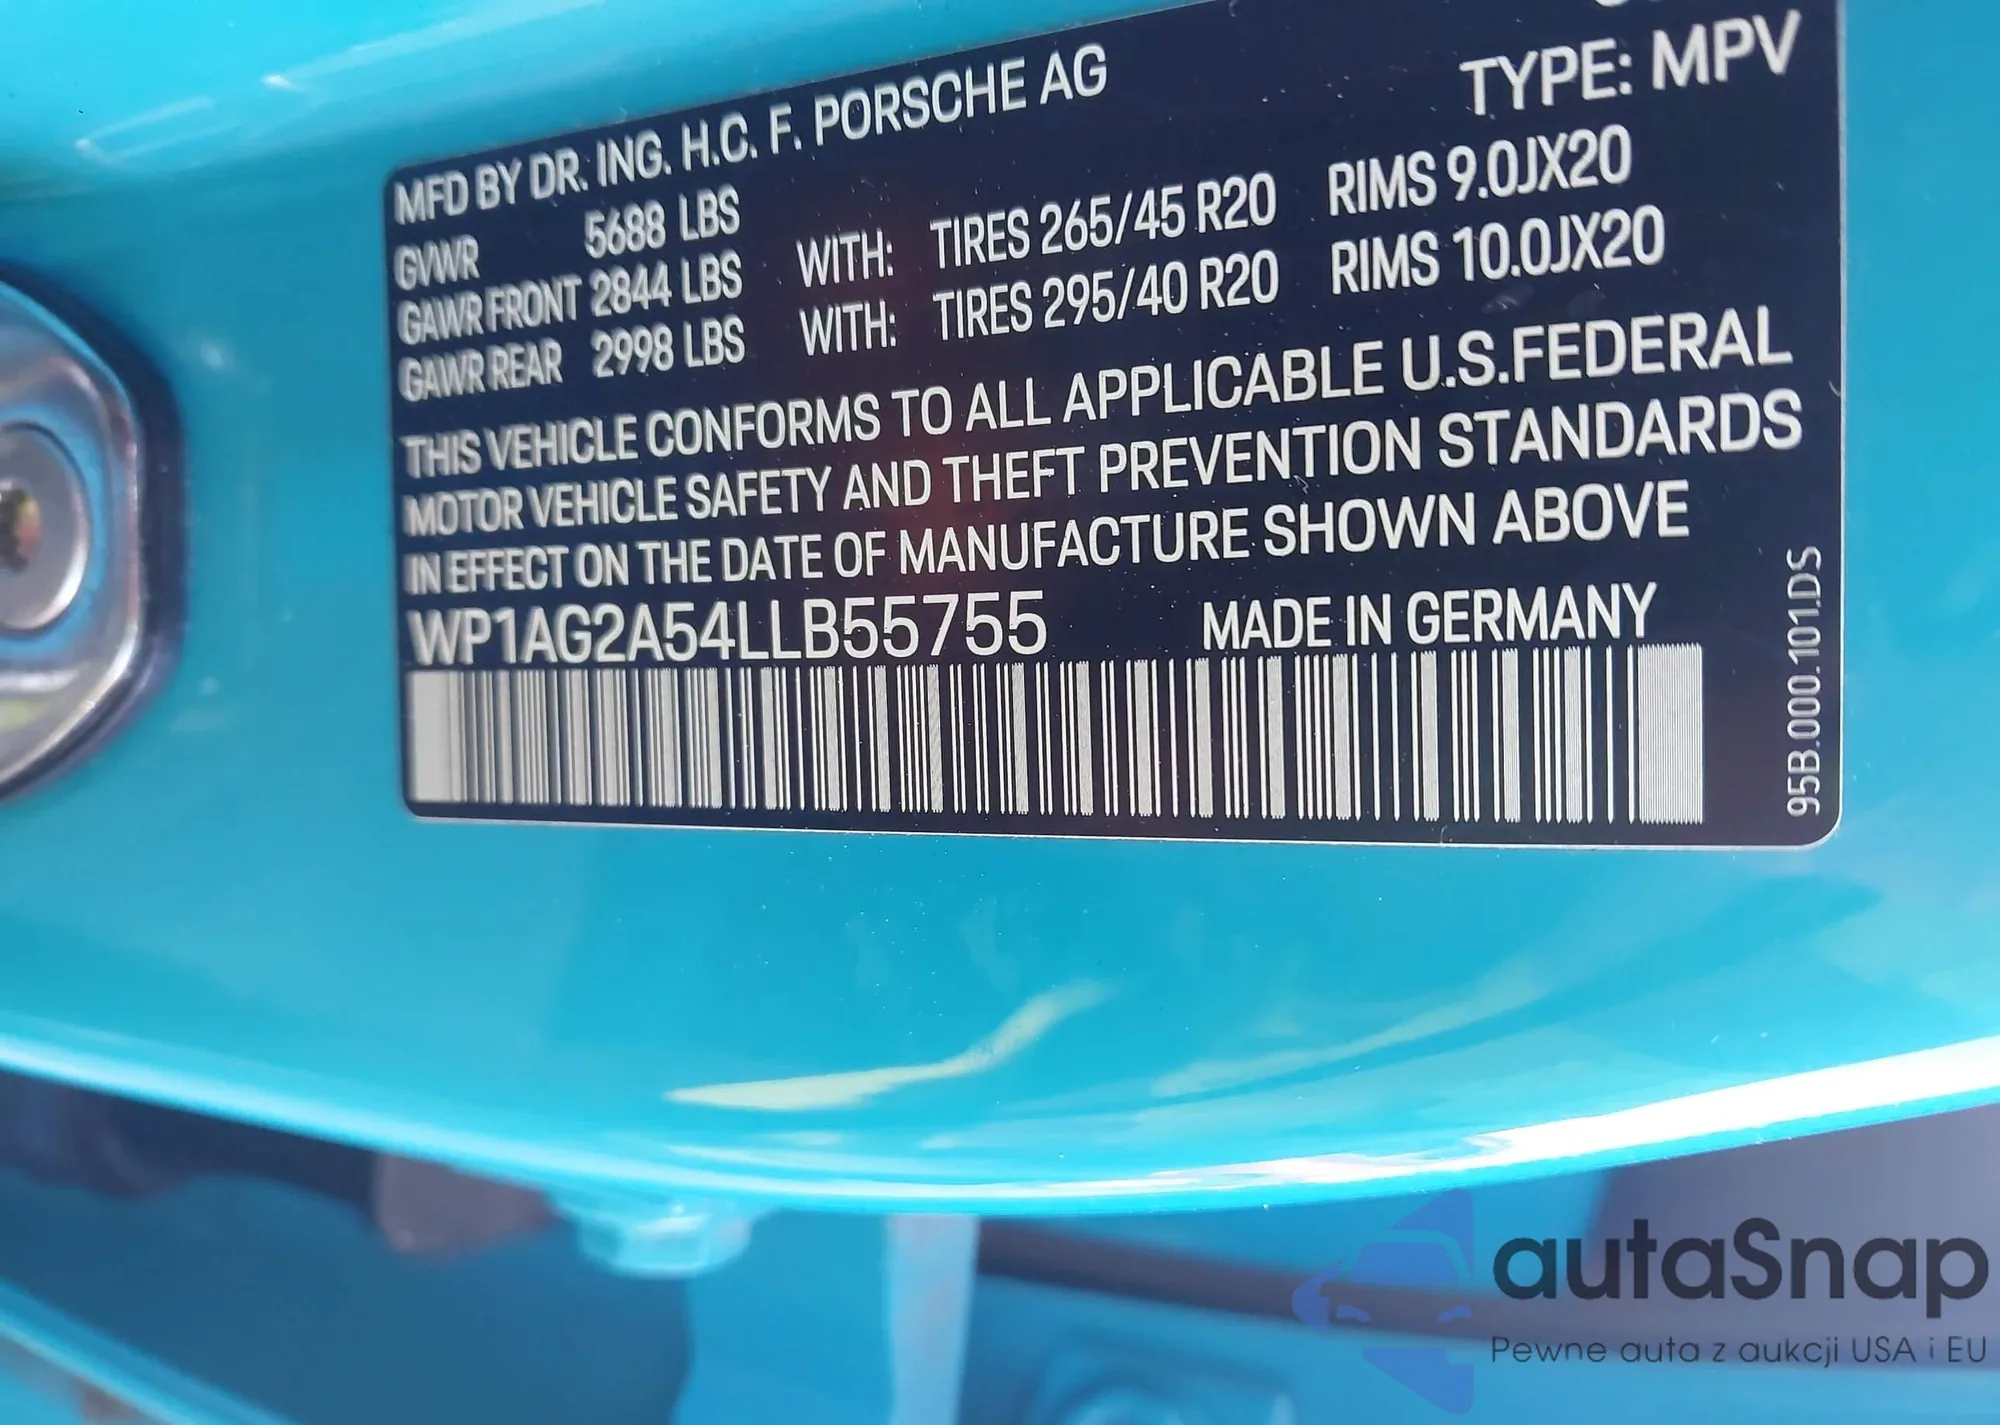 TYPE: MPV
MFD BY DR. ING. H.C. F. PORSCHE AG
GVWR 5688 LBS
GAWR FRONT 2844 LBS WITH: TIRES 265/45 R20 RIMS 9.0JX20
GAWR REAR 2998 LBS WITH: TIRES 295/40 R20 RIMS 10.0JX20
THIS VEHICLE CONFORMS TO ALL APPLICABLE U.S.FEDERAL
MOTOR VEHICLE SAFETY AND THEFT PREVENTION STANDARDS
IN EFFECT ON THE DATE OF MANUFACTURE SHOWN ABOVE
WP1AG2A54LLB55755 MADE IN GERMANY
95B.000.101.DS
autaSnap
Pewne auta z aukcji USA i EU